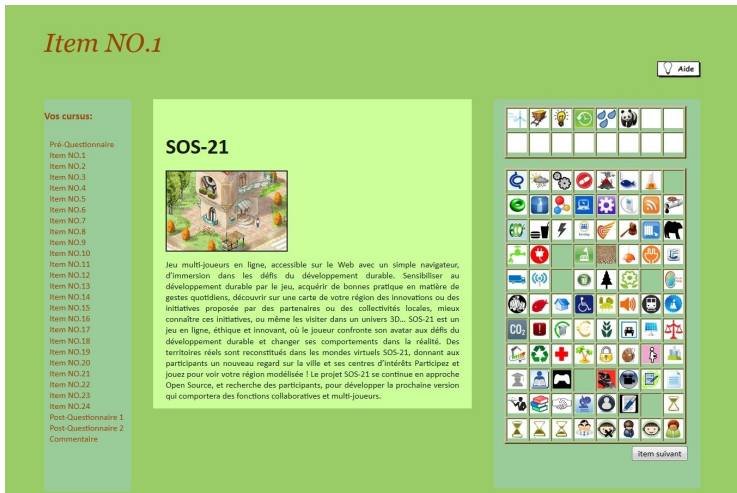 Item NO.1
Aide
Vos cursus:
Pré-Questionnaire
Item NO.1
Item NO.2
Item NO.3
Item NO.4
Item NO.5
Item NO.6
Item NO.7
Item NO.8
Item NO.9
Item NO.10
Item NO.11
Item NO.12
Item NO.13
Item NO.14
Item NO.15
Item NO.16
Item NO.17
Item NO.18
Item NO.19
Item NO.20
Item NO.21
Item NO.22
Item NO.23
Item NO.24
Post-Questionnaire 1
Post-Questionnaire 2
Commentaire
SOS-21
Jeu multi-joueurs en ligne, accessible sur le Web avec un simple navigateur,
d'immersion dans les défis du développement durable. Sensibiliser au
développement durable par le jeu, acquérir de bonnes pratique en matière de
gestes quotidiens, découvrir sur une carte de votre région des innovations ou des
initiatives proposée par des partenaires ou des collectivités locales, mieux
connaître ces initiatives, ou même les visiter dans un univers 3D... SOS-21 est un
jeu en ligne, éthique et innovant, où le joueur confronte son avatar aux défis du
développement durable et changer ses comportements dans la réalité. Des
territoires réels sont reconstitués dans les mondes virtuels SOS-21, donnant aux
participants un nouveau regard sur la ville et ses centres d'intérêts Participez et
jouez pour voir votre région modélisée ! Le projet SOS-21 se continue en approche
Open Source, et recherche des participants, pour développer la prochaine version
qui comportera des fonctions collaboratives et multi-joueurs.
CO2
item suivant